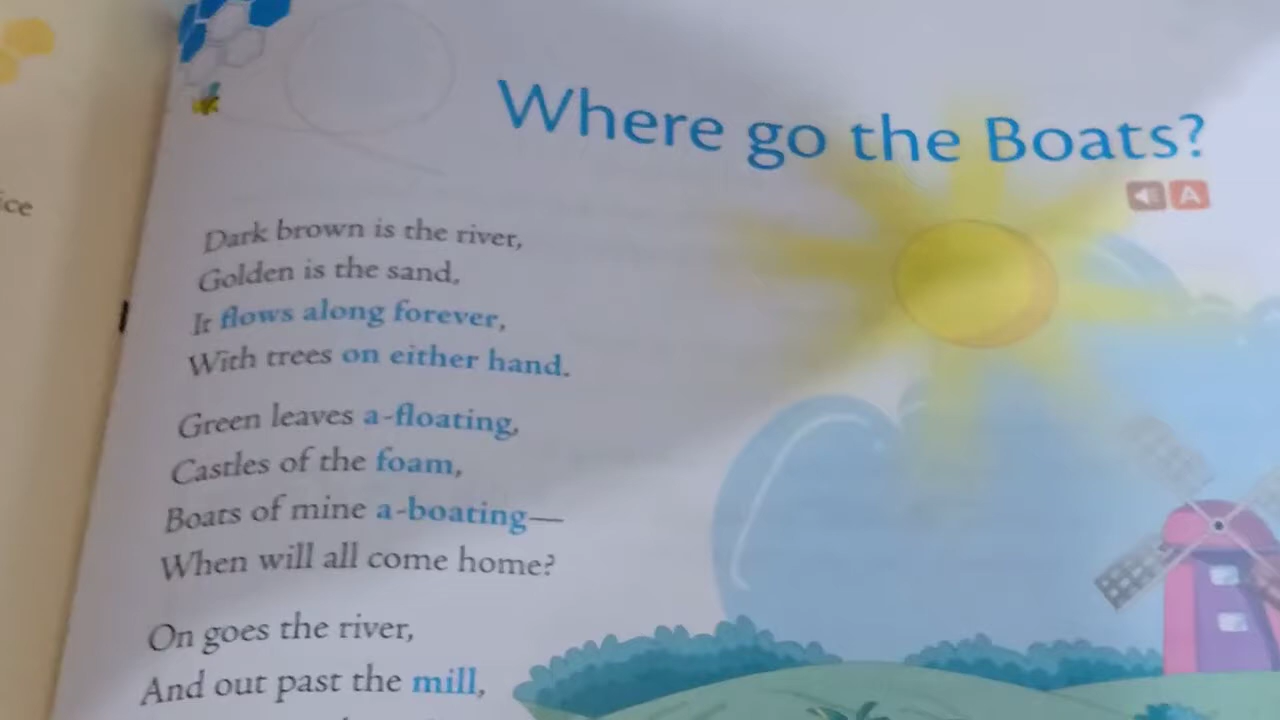 ice
Where go the Boats?
A
Dark brown is the river,
Golden is the sand,
It flows along forever,
With trees on either hand.
Green leaves a-floating,
Castles of the foam,
Boats of mine a-boating—
When will all come home?
On goes the river,
And out past the mill,